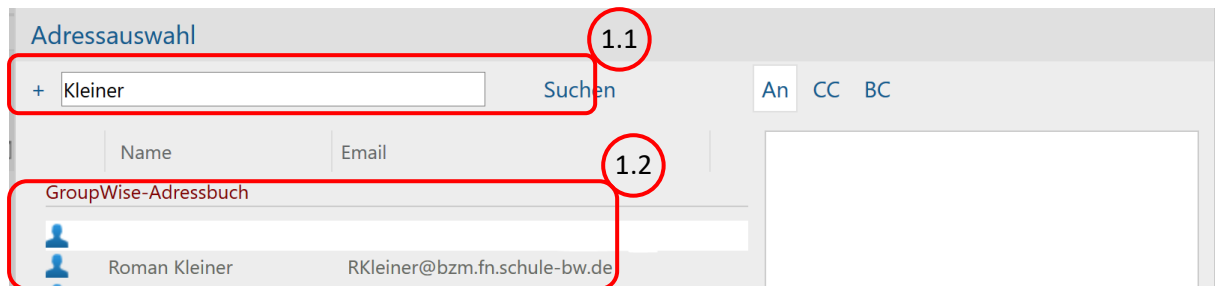 Adressauswahl
1.1
+ Kleiner Suchen An CC BC
Name Email
1.2
GroupWise-Adressbuch
Roman Kleiner RKleiner@bzm.fn.schule-bw.de